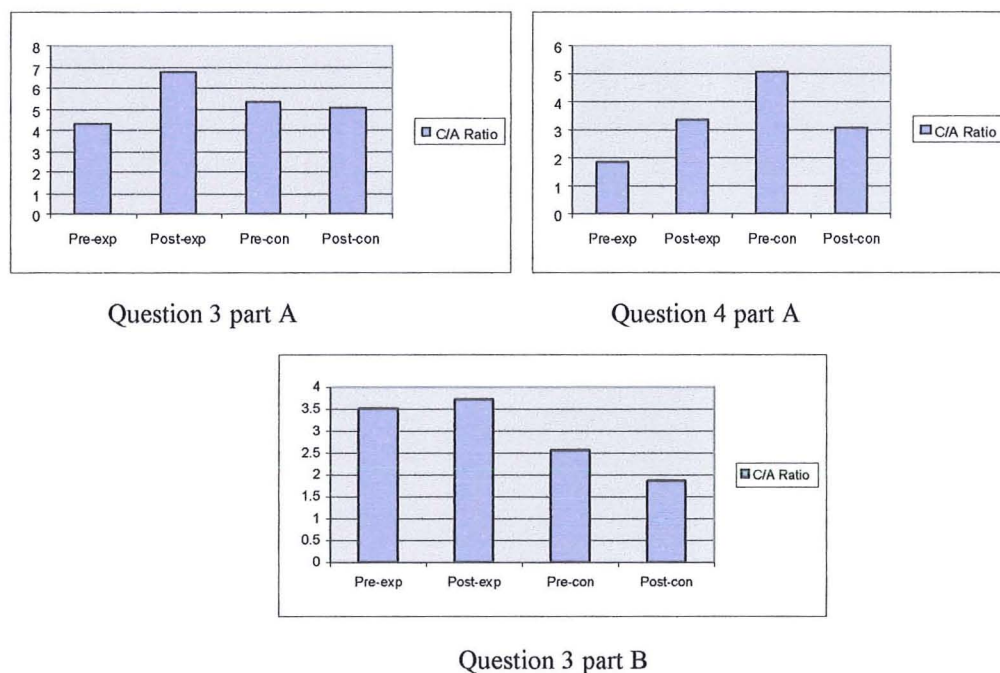 8
7
6
5
4
3
2
1
0
Pre-exp Post-exp Pre-con Post-con
C/A Ratio
Question 3 part A
6
5
4
3
2
1
0
Pre-exp Post-exp Pre-con Post-con
C/A Ratio
Question 4 part A
4
3.5
3
2.5
2
1.5
1
0.5
0
Pre-exp Post-exp Pre-con Post-con
C/A Ratio
Question 3 part B